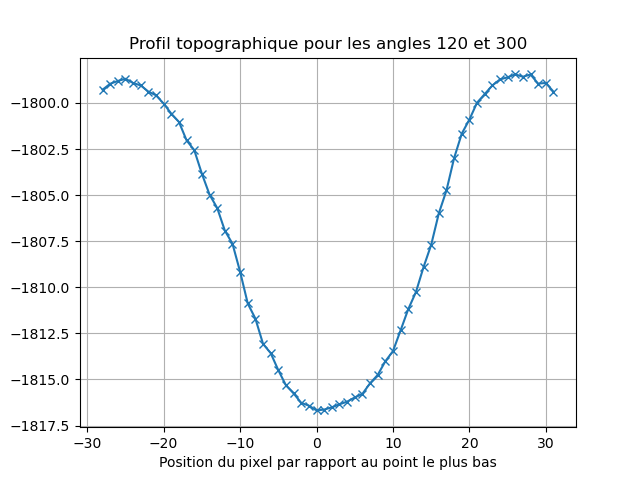 Profil topographique pour les angles 120 et 300
−1800.0
−1802.5
−1805.0
−1807.5
−1810.0
−1812.5
−1815.0
−1817.5
−30 −20 −10 0 10 20 30
Position du pixel par rapport au point le plus bas